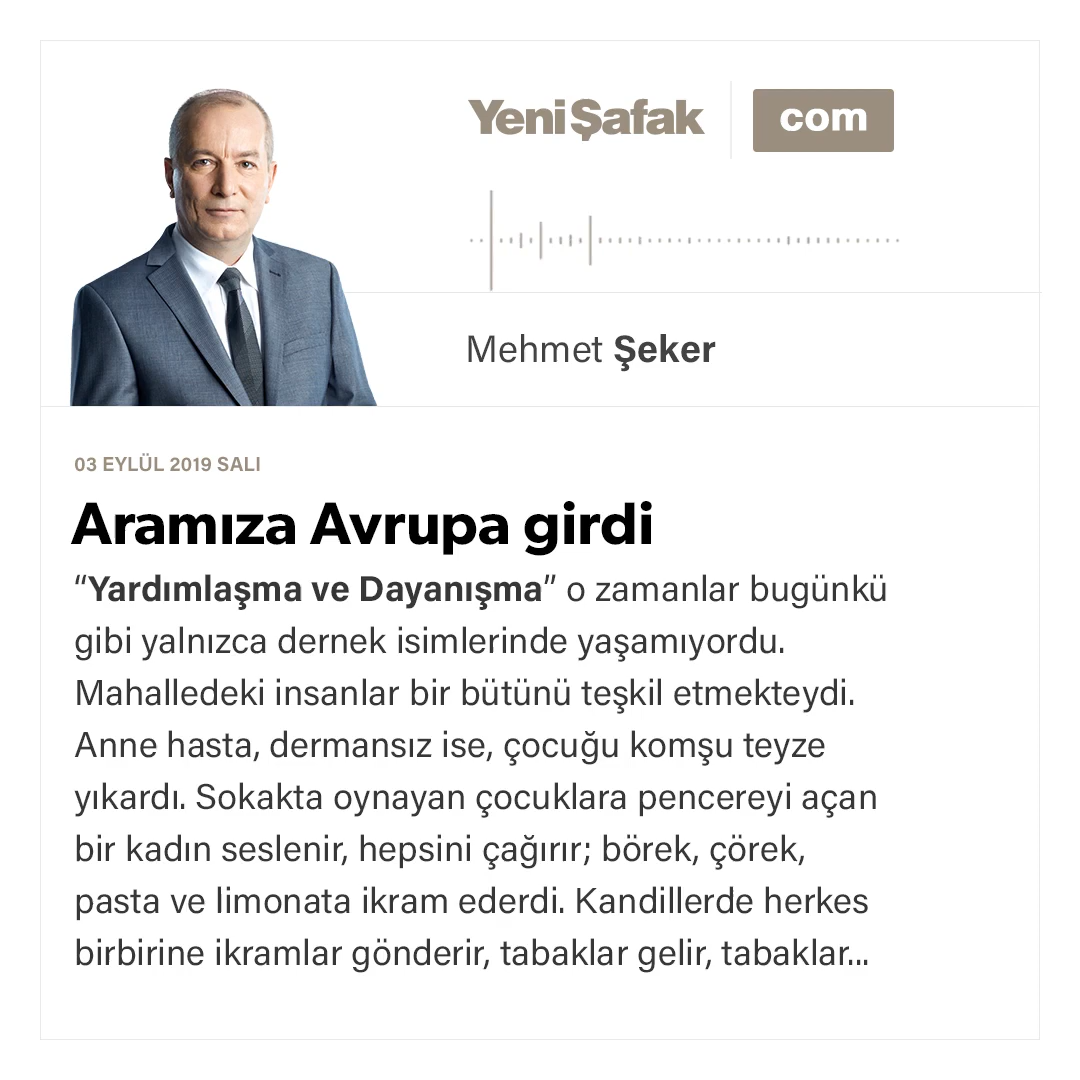 YeniŞafak com
Mehmet Şeker
03 EYLÜL 2019 SALI
Aramıza Avrupa girdi
“Yardımlaşma ve Dayanışma” o zamanlar bugünkü
gibi yalnızca dernek isimlerinde yaşamıyordu.
Mahalledeki insanlar bir bütünü teşkil etmekteydi.
Anne hasta, dermansız ise, çocuğu komşu teyze
yıkardı. Sokakta oynayan çocuklara pencereyi açan
bir kadın seslenir, hepsini çağırır; börek, çörek,
pasta ve limonata ikram ederdi. Kandillerde herkes
birbirine ikramlar gönderir, tabaklar gelir, tabaklar...